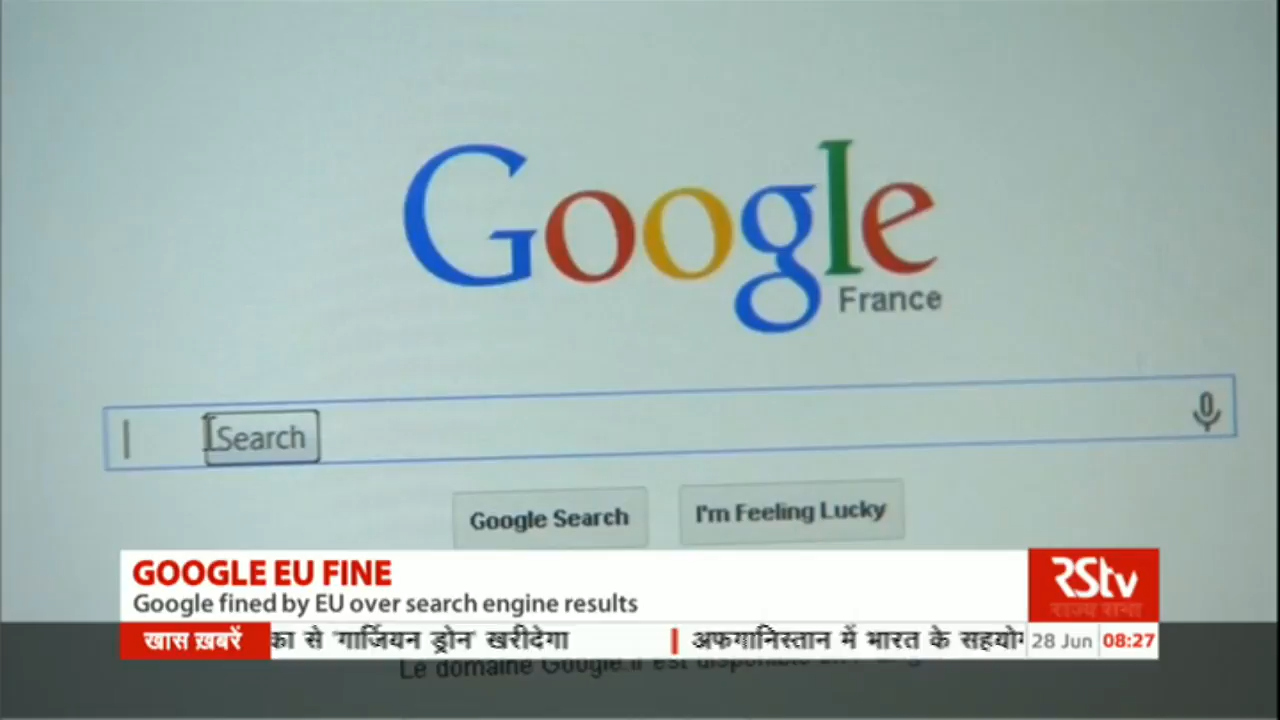 Google
France
Search
Google Search
I'm Feeling Lucky
GOOGLE EU FINE
Google fined by EU over search engine results
RStv
राज्य सभा
खास ख़बरें
का से 'गार्जियन ड्रोन' खरीदेगा
अफगानिस्तान में भारत के सहयो
28 Jun
08:27
Le domaine Google
est disponible